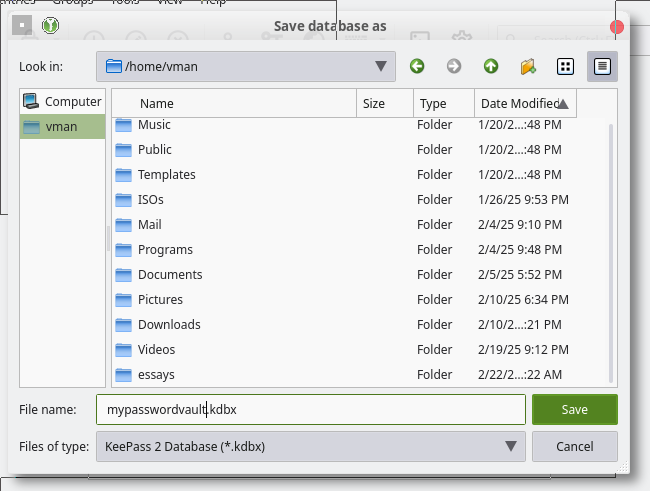 Entries Groups Tools View Help
Save database as
Look in: /home/vman
Computer
vman
Name Size Type Date Modified
Music Folder 1/20/2...:48 PM
Public Folder 1/20/2...:48 PM
Templates Folder 1/20/2...:48 PM
ISOs Folder 1/26/25 9:53 PM
Mail Folder 2/4/25 9:10 PM
Programs Folder 2/4/25 9:48 PM
Documents Folder 2/5/25 5:52 PM
Pictures Folder 2/10/25 6:34 PM
Downloads Folder 2/10/2...:21 PM
Videos Folder 2/19/25 9:12 PM
essays Folder 2/22/2...:22 AM
File name: mypasswordvault.kdbx Save
Files of type: KeePass 2 Database (*.kdbx) Cancel